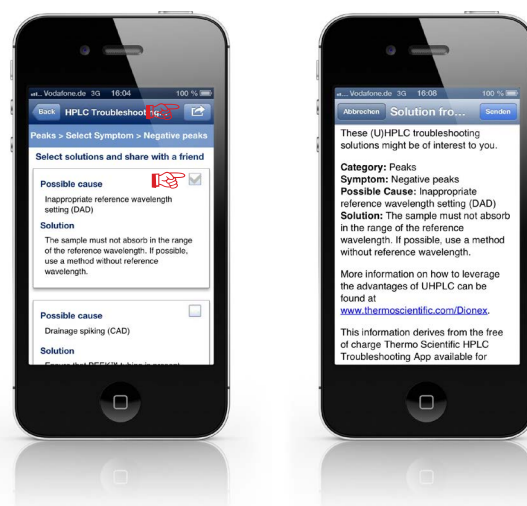 Vodafone.de 3G 16:04 100 %
Back HPLC Troubleshooting
Peaks > Select Symptom > Negative peaks
Select solutions and share with a friend
Possible cause
Inappropriate reference wavelength
setting (DAD)
Solution
The sample must not absorb in the range
of the reference wavelength. If possible,
use a method without reference
wavelength.
Possible cause
Drainage spiking (CAD)
Solution
Vodafone.de 3G 16:08 100 %
Abbrechen Solution fro... Senden
These (U)HPLC troubleshooting
solutions might be of interest to you.
Category: Peaks
Symptom: Negative peaks
Possible Cause: Inappropriate
reference wavelength setting (DAD)
Solution: The sample must not absorb
in the range of the reference
wavelength. If possible, use a method
without reference wavelength.
More information on how to leverage
the advantages of UHPLC can be
found at
www.thermoscientific.com/Dionex.
This information derives from the free
of charge Thermo Scientific HPLC
Troubleshooting App available for